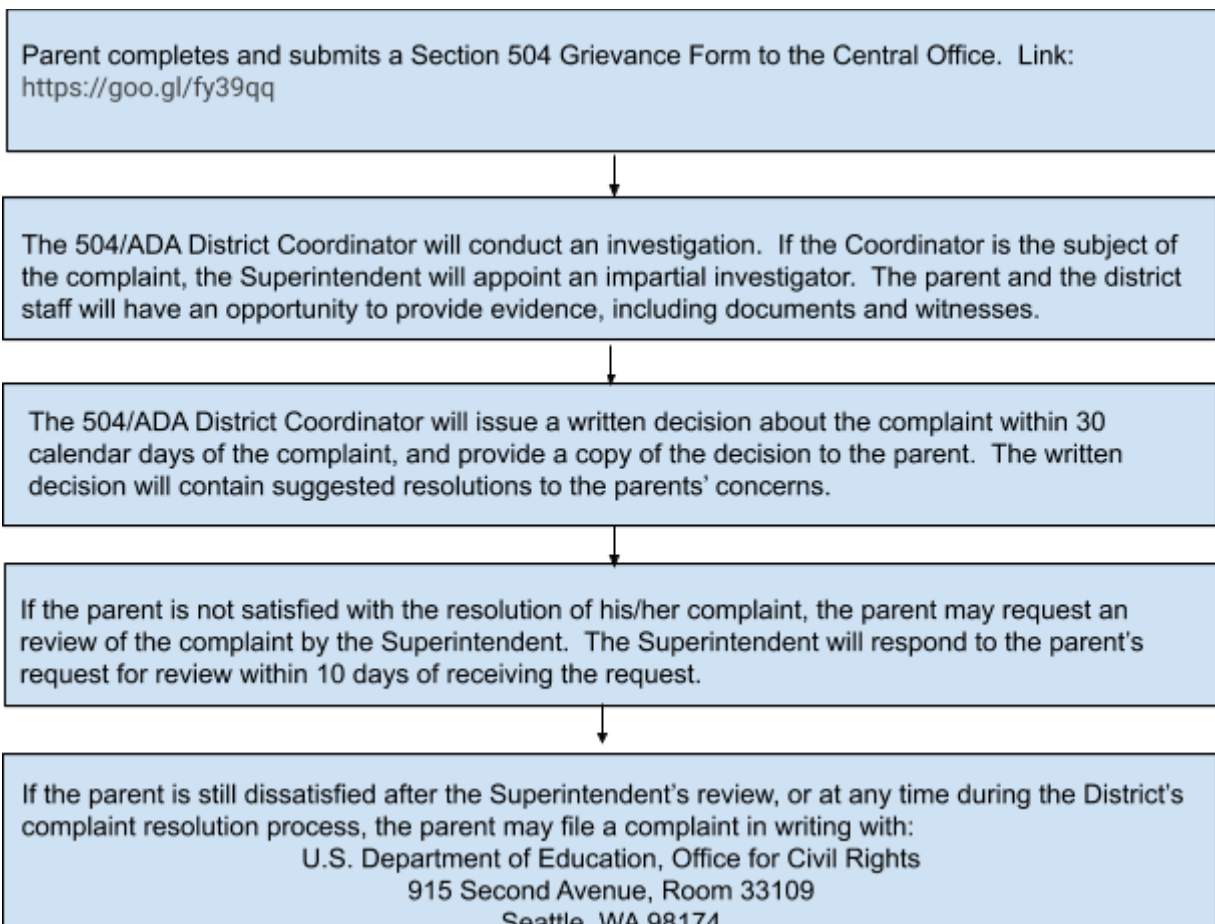 Parent completes and submits a Section 504 Grievance Form to the Central Office.  Link:
https://goo.gl/fy39qq
The 504/ADA District Coordinator will conduct an investigation.  If the Coordinator is the subject of
the complaint, the Superintendent will appoint an impartial investigator.  The parent and the district
staff will have an opportunity to provide evidence, including documents and witnesses.
The 504/ADA District Coordinator will issue a written decision about the complaint within 30
calendar days of the complaint, and provide a copy of the decision to the parent.  The written
decision will contain suggested resolutions to the parents' concerns.
If the parent is not satisfied with the resolution of his/her complaint, the parent may request an
review of the complaint by the Superintendent.  The Superintendent will respond to the parent's
request for review within 10 days of receiving the request.
If the parent is still dissatisfied after the Superintendent's review, or at any time during the District's
complaint resolution process, the parent may file a complaint in writing with:
U.S. Department of Education, Office for Civil Rights
915 Second Avenue, Room 33109
Seattle, WA 98174